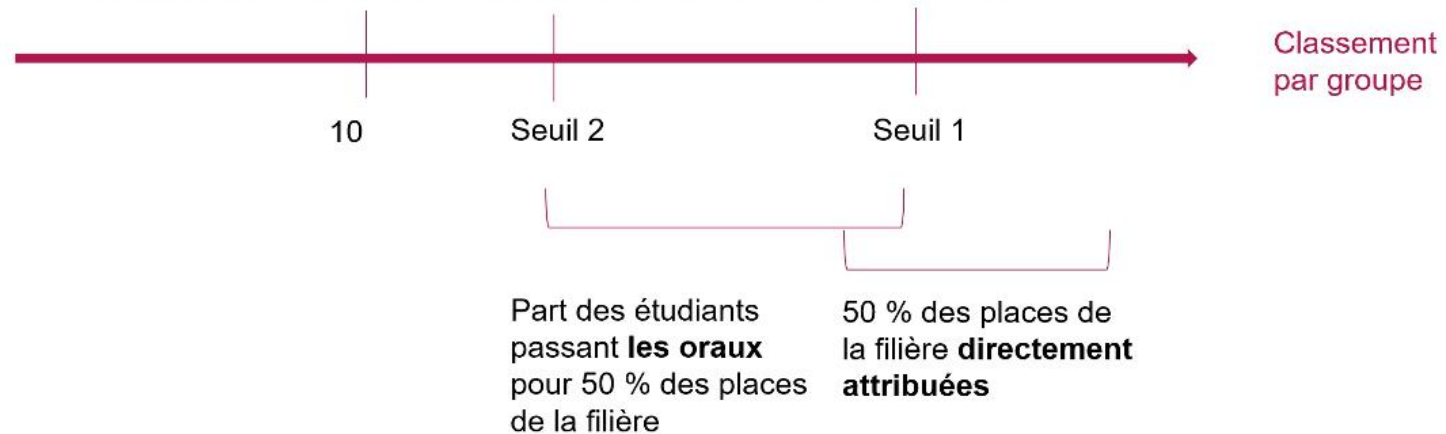 Classement
par groupe
10
Seuil 2
Seuil 1
Part des étudiants
passant les oraux
pour 50 % des places
de la filière
50 % des places de
la filière directement
attribuées